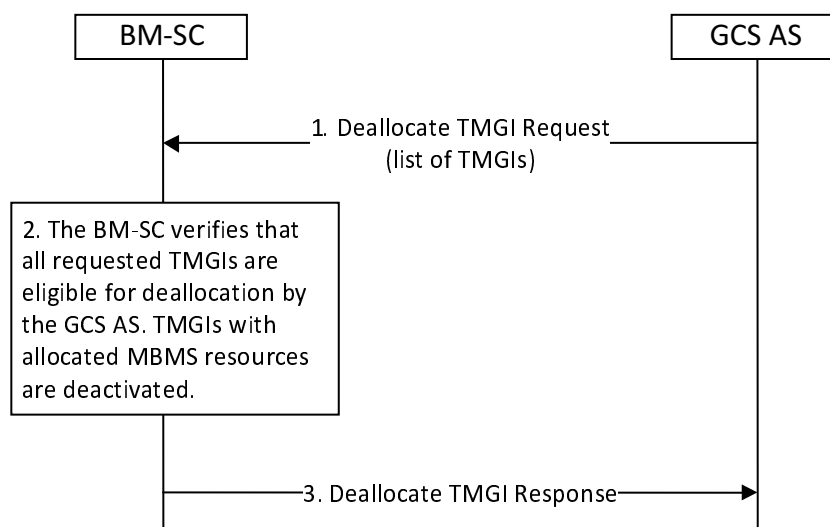 BM-SC
GCS AS
1. Deallocate TMGI Request
(list of TMGIs)
2. The BM-SC verifies that
all requested TMGIs are
eligible for deallocation by
the GCS AS. TMGIs with
allocated MBMS resources
are deactivated.
3. Deallocate TMGI Response